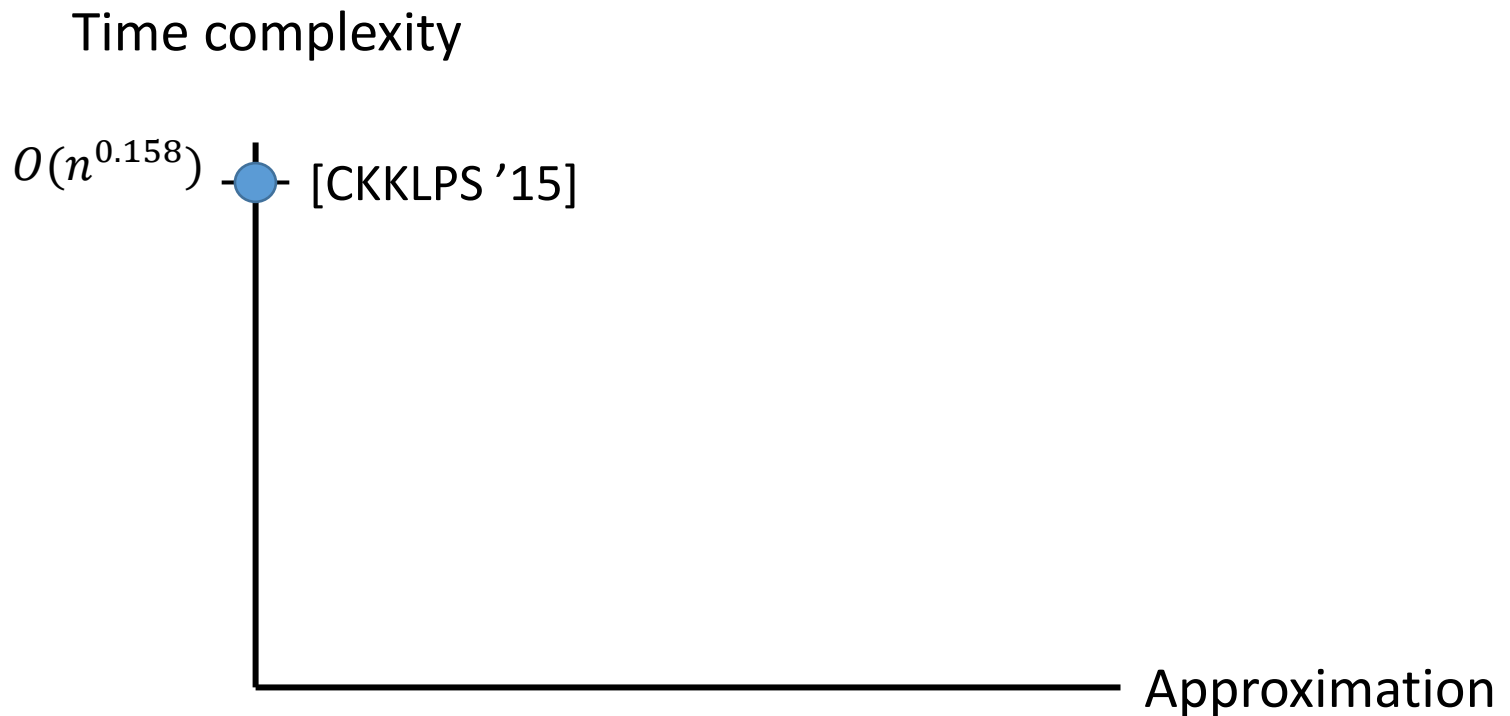 Time complexity
O(n^0.158)
[CKKLPS ’15]
Approximation